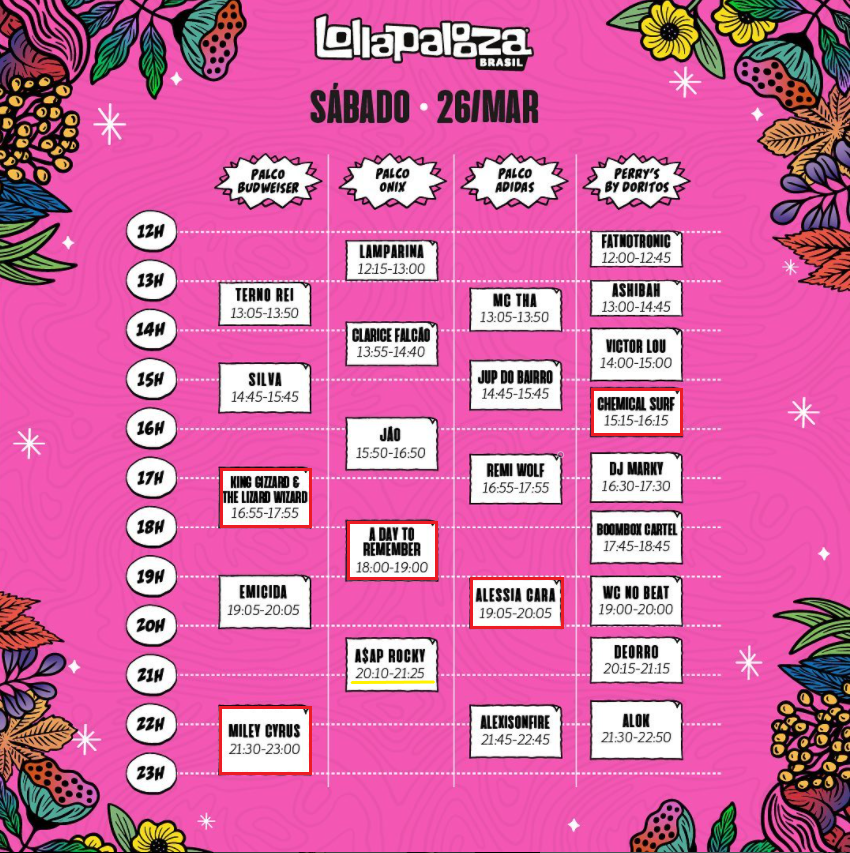 Lollapalooza
BRASIL
SÁBADO • 26/MAR
PALCO
BUDWEISER
PALCO
ONIX
PALCO
ADIDAS
PERRY'S
BY DORITOS
12H
FATNOTRONIC
12:00-12:45
LAMPARINA
12:15-13:00
13H
TERNO REI
13:05-13:50
MC THA
13:05-13:50
ASHIBAH
13:00-14:45
14H
CLARICE FALCÃO
13:55-14:40
VICTOR LOU
14:00-15:00
15H
SILVA
14:45-15:45
JUP DO BAIRRO
14:45-15:45
CHEMICAL SURF
15:15-16:15
16H
JÃO
15:50-16:50
17H
KING GIZZARD &
THE LIZARD WIZARD
16:55-17:55
REMI WOLF
16:55-17:55
DJ MARKY
16:30-17:30
18H
A DAY TO
REMEMBER
18:00-19:00
BOOMBOX CARTEL
17:45-18:45
19H
EMICIDA
19:05-20:05
ALESSIA CARA
19:05-20:05
WC NO BEAT
19:00-20:00
20H
A$AP ROCKY
20:10-21:25
DEORRO
20:15-21:15
21H
22H
MILEY CYRUS
21:30-23:00
ALEXISONFIRE
21:45-22:45
ALOK
21:30-22:50
23H